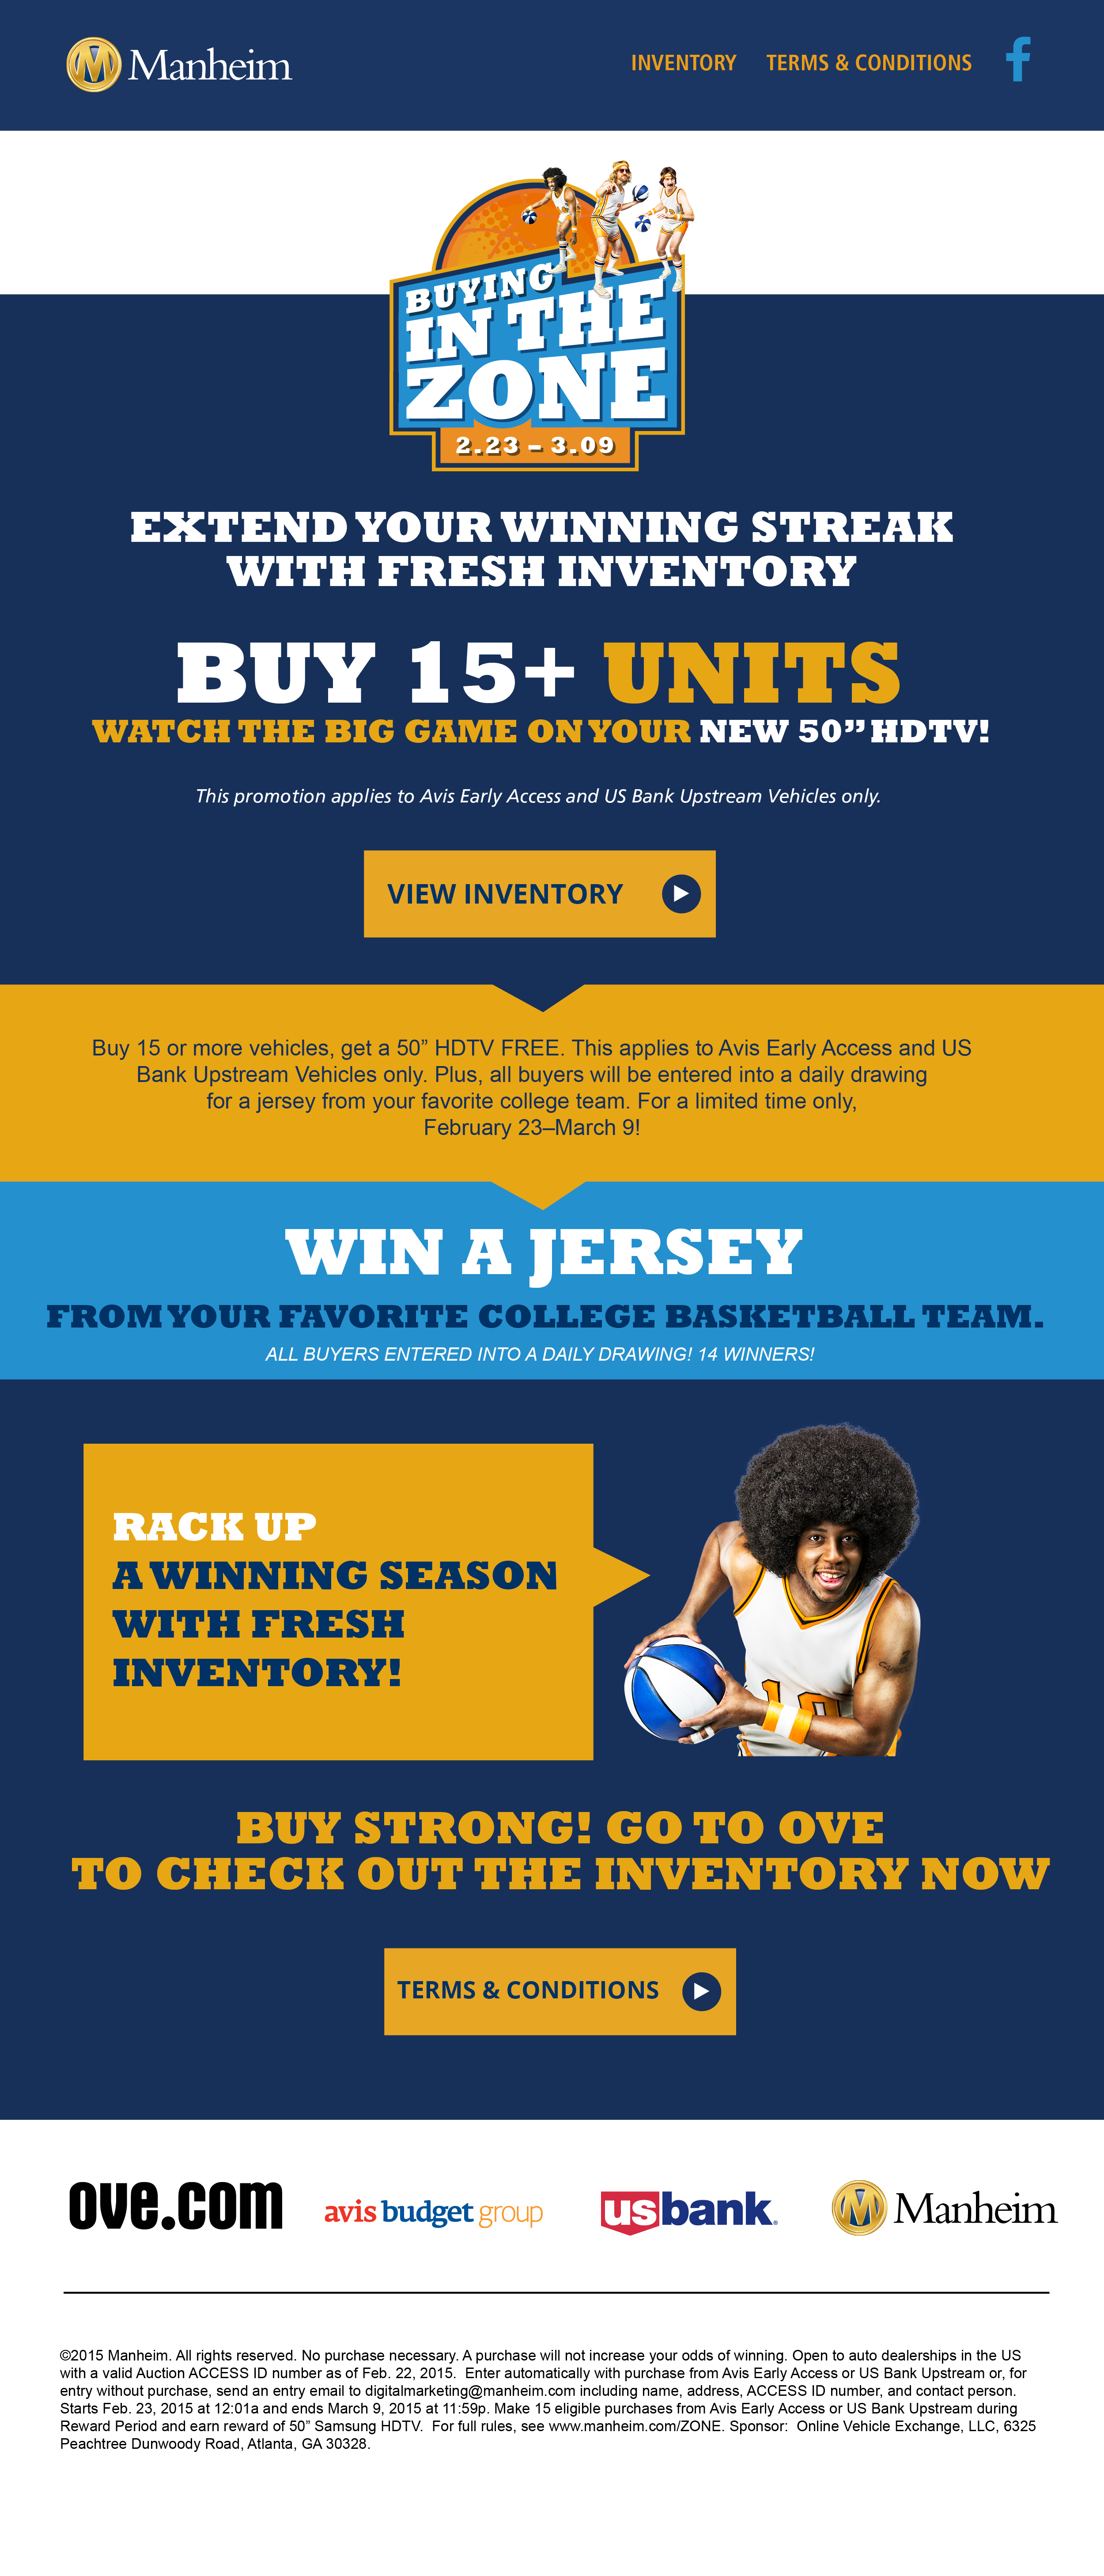 Manheim
INVENTORY TERMS & CONDITIONS f
BUYING
IN THE
ZONE
2.23 – 3.09
EXTEND YOUR WINNING STREAK
WITH FRESH INVENTORY
BUY 15+ UNITS
WATCH THE BIG GAME ON YOUR NEW 50” HDTV!
This promotion applies to Avis Early Access and US Bank Upstream Vehicles only.
VIEW INVENTORY
Buy 15 or more vehicles, get a 50” HDTV FREE. This applies to Avis Early Access and US
Bank Upstream Vehicles only. Plus, all buyers will be entered into a daily drawing
for a jersey from your favorite college team. For a limited time only,
February 23–March 9!
WIN A JERSEY
FROM YOUR FAVORITE COLLEGE BASKETBALL TEAM.
ALL BUYERS ENTERED INTO A DAILY DRAWING! 14 WINNERS!
RACK UP
A WINNING SEASON
WITH FRESH
INVENTORY!
10
BUY STRONG! GO TO OVE
TO CHECK OUT THE INVENTORY NOW
TERMS & CONDITIONS
ove.com
avis budget group
usbank®
Manheim
©2015 Manheim. All rights reserved. No purchase necessary. A purchase will not increase your odds of winning. Open to auto dealerships in the US
with a valid Auction ACCESS ID number as of Feb. 22, 2015. Enter automatically with purchase from Avis Early Access or US Bank Upstream or, for
entry without purchase, send an entry email to digitalmarketing@manheim.com including name, address, ACCESS ID number, and contact person.
Starts Feb. 23, 2015 at 12:01a and ends March 9, 2015 at 11:59p. Make 15 eligible purchases from Avis Early Access or US Bank Upstream during
Reward Period and earn reward of 50” Samsung HDTV. For full rules, see www.manheim.com/ZONE. Sponsor: Online Vehicle Exchange, LLC, 6325
Peachtree Dunwoody Road, Atlanta, GA 30328.